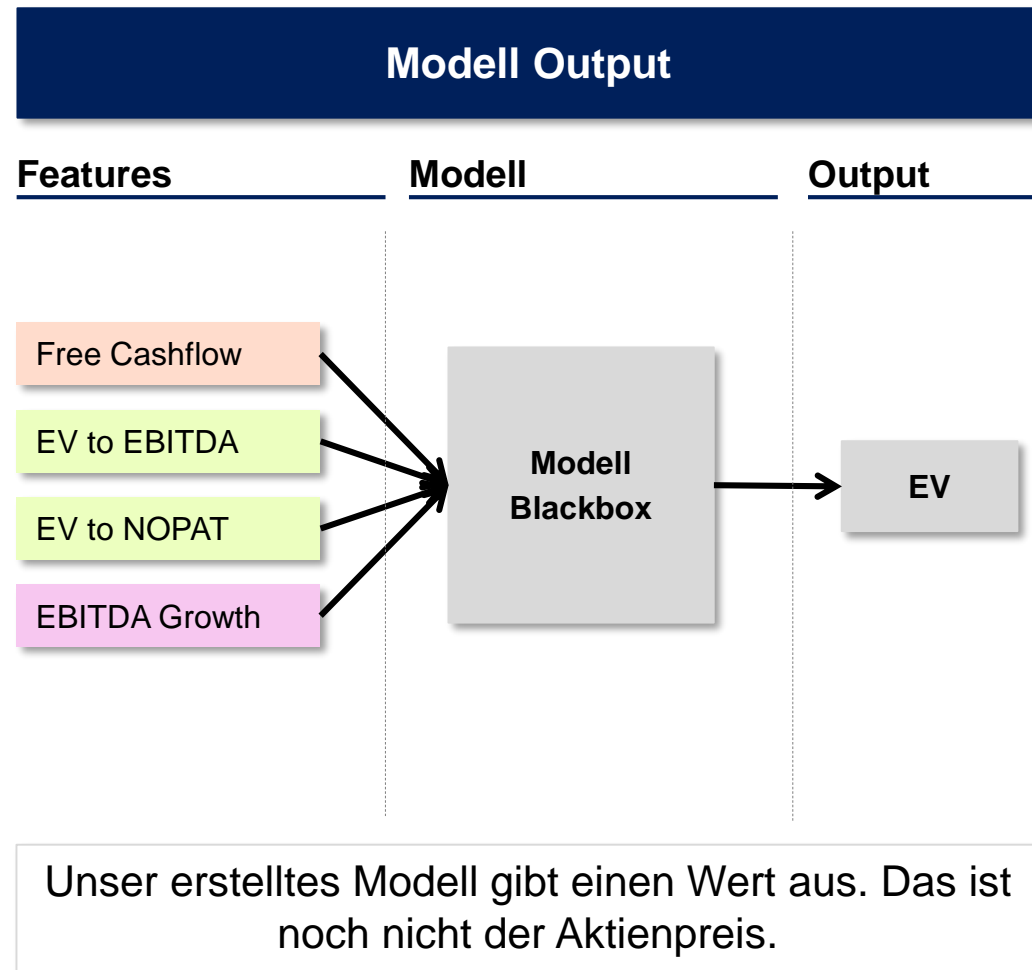 Modell Output
Features
Modell
Output
Free Cashflow
EV to EBITDA
EV to NOPAT
EBITDA Growth
Modell
Blackbox
EV
Unser erstelltes Modell gibt einen Wert aus. Das ist
noch nicht der Aktienpreis.